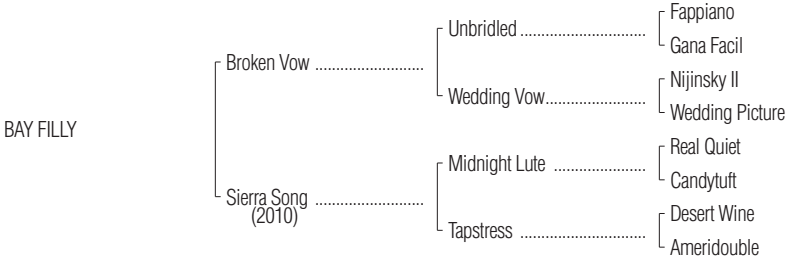 Fappiano
Unbridled ..............................
Gana Facil
Broken Vow ..........................
Nijinsky II
Wedding Vow........................
Wedding Picture
BAY FILLY
Real Quiet
Midnight Lute ......................
Candytuft
Sierra Song ..........................
(2010)
Desert Wine
Tapstress ..............................
Ameridouble